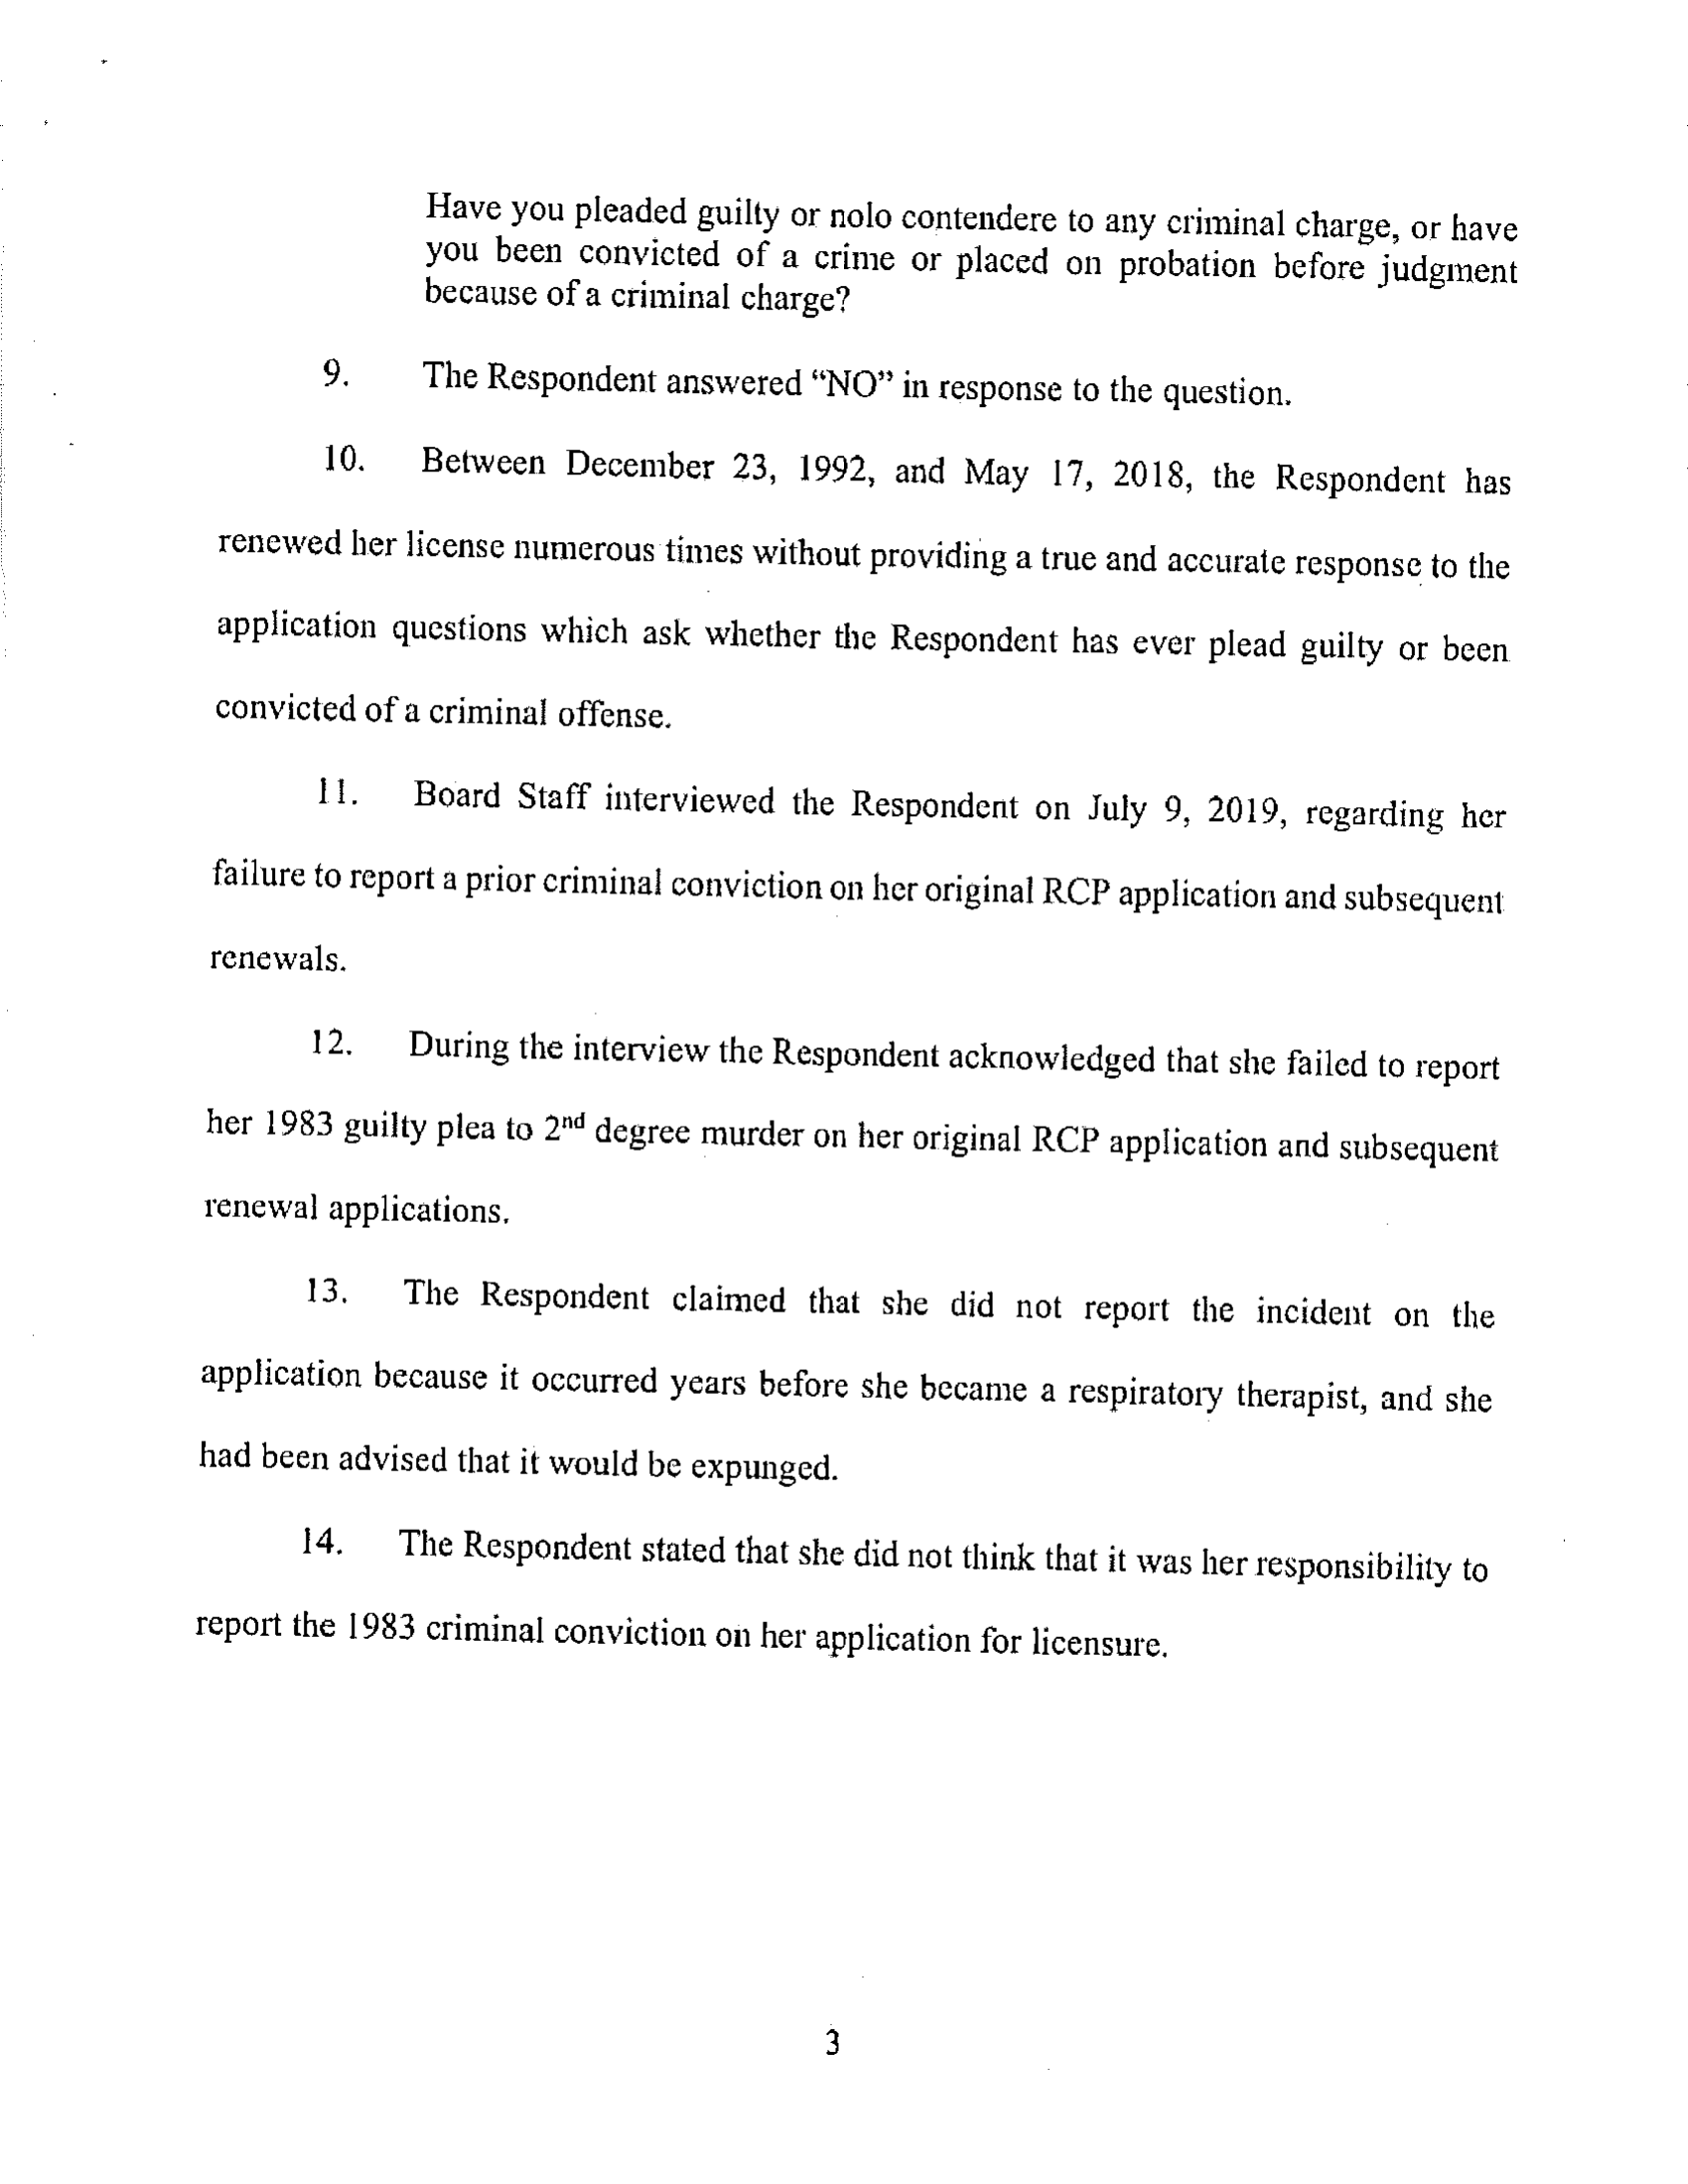 Have you pleaded guilty or nolo contendere to any criminal charge, or have
you been convicted of a crime or placed on probation before judgment
because of a criminal charge?
9. The Respondent answered “NO” in response to the question.
10. Between December 23, 1992, and May 17, 2018, the Respondent has
renewed her license numerous times without providing a true and accurate response to the
application questions which ask whether the Respondent has ever plead guilty or been
convicted of a criminal offense.
11. Board Staff interviewed the Respondent on July 9, 2019, regarding her
failure to report a prior criminal conviction on her original RCP application and subsequent
renewals.
12. During the interview the Respondent acknowledged that she failed to report
her 1983 guilty plea to 2nd degree murder on her original RCP application and subsequent
renewal applications.
13. The Respondent claimed that she did not report the incident on the
application because it occurred years before she became a respiratory therapist, and she
had been advised that it would be expunged.
14. The Respondent stated that she did not think that it was her responsibility to
report the 1983 criminal conviction on her application for licensure.
3